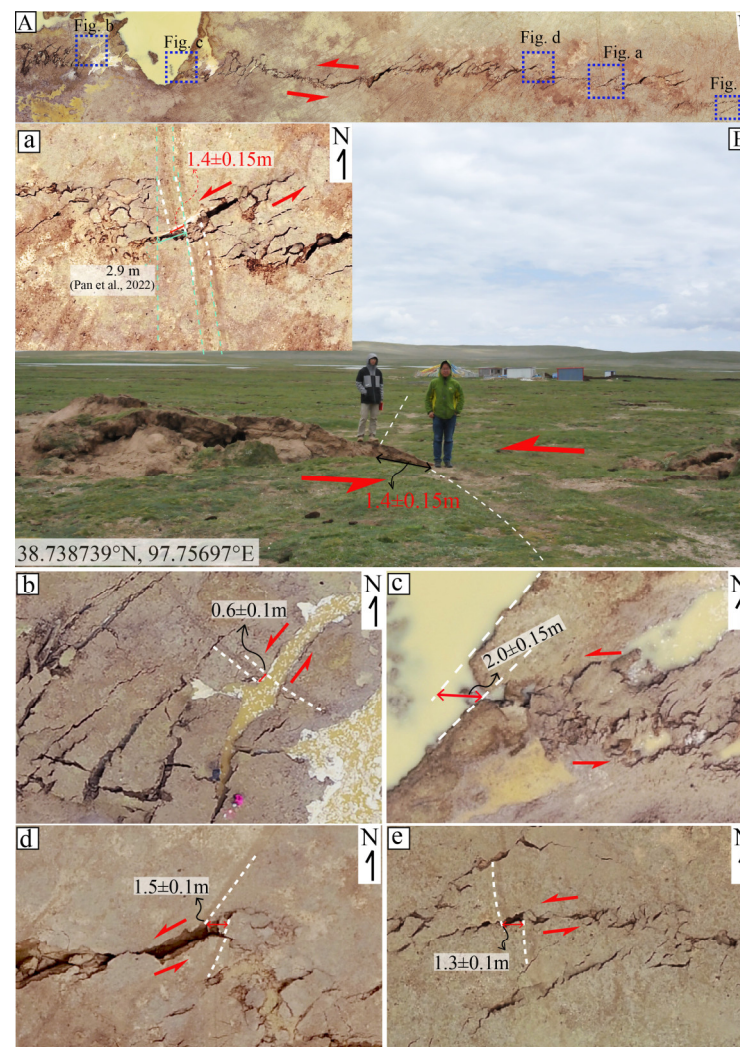 A
Fig. b
Fig. c
Fig. d
Fig. a
Fig.
a
1.4±0.15m
N
2.9 m
(Pan et al., 2022)
1.4±0.15m
38.738739°N, 97.75697°E
b
0.6±0.1m
N
c
2.0±0.15m
N
d
1.5±0.1m
N
e
1.3±0.1m
N